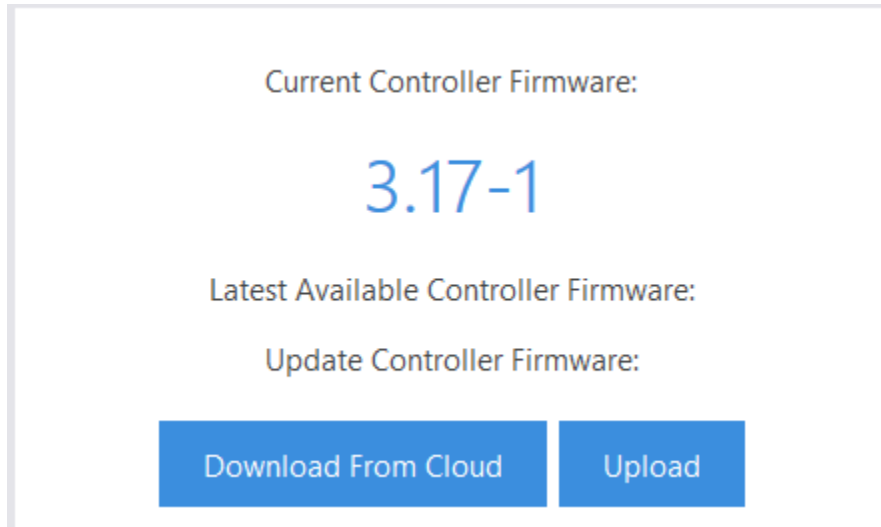 Current Controller Firmware:
3.17-1
Latest Available Controller Firmware:
Update Controller Firmware:
Download From Cloud
Upload